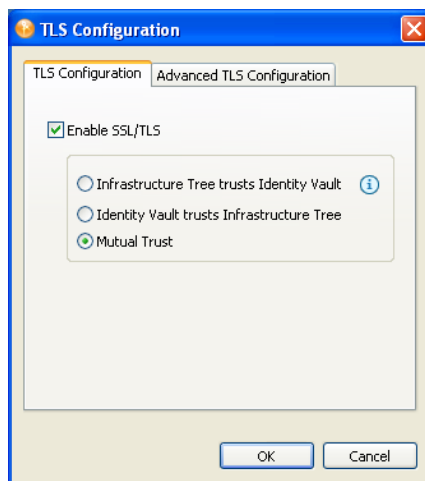 TLS Configuration
TLS Configuration Advanced TLS Configuration
Enable SSL/TLS
Infrastructure Tree trusts Identity Vault
Identity Vault trusts Infrastructure Tree
Mutual Trust
OK Cancel